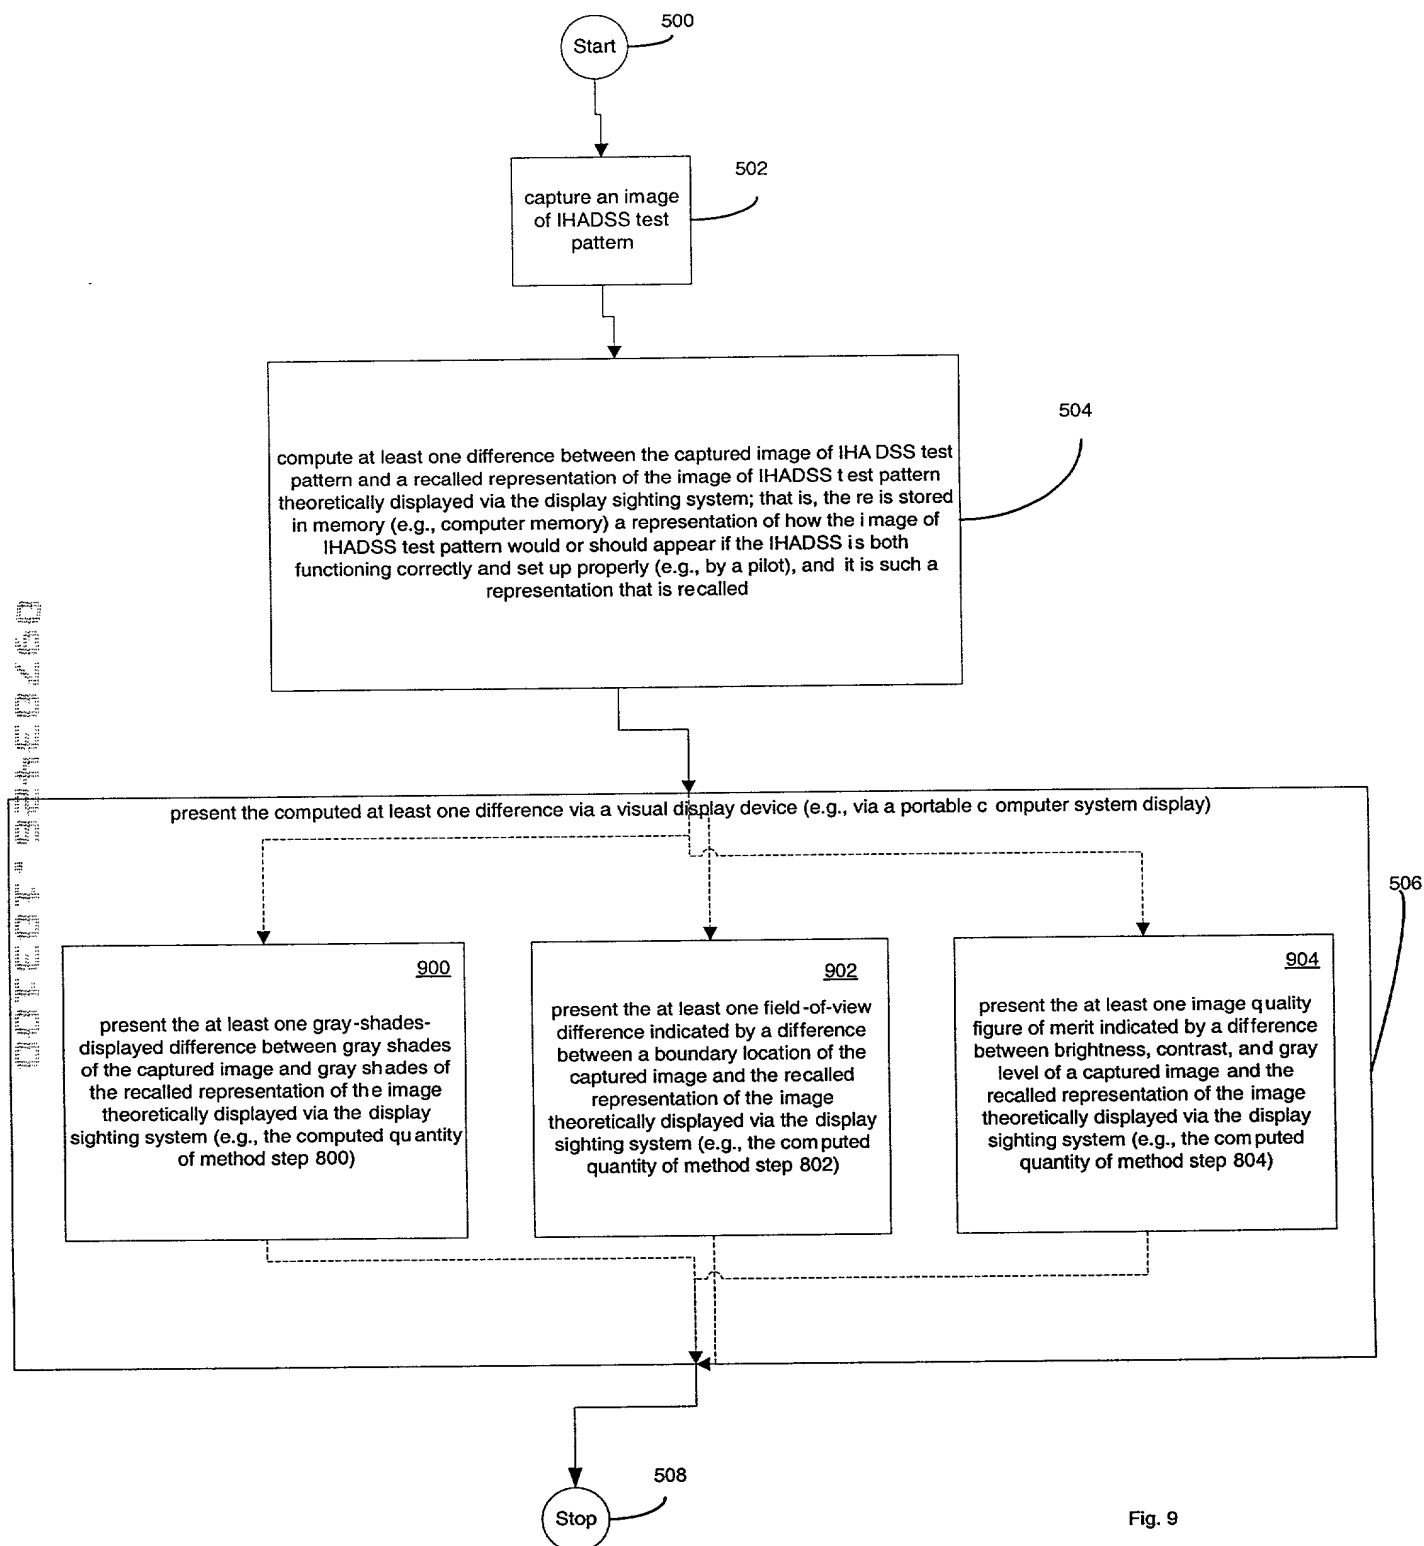 500
Start
502
capture an image
of IHADSS test
pattern
504
compute at least one difference between the captured image of IHA DSS test
pattern and a recalled representation of the image of IHADSS t est pattern
theoretically displayed via the display sighting system; that is, the re is stored
in memory (e.g., computer memory) a representation of how the i mage of
IHADSS test pattern would or should appear if the IHADSS is both
functioning correctly and set up properly (e.g., by a pilot), and it is such a
representation that is recalled
present the computed at least one difference via a visual display device (e.g., via a portable c omputer system display)
506
900
present the at least one gray-shades-
displayed difference between gray shades
of the captured image and gray shades of
the recalled representation of the image
theoretically displayed via the display
sighting system (e.g., the computed quantity
of method step 800)
902
present the at least one field-of-view
difference indicated by a difference
between a boundary location of the
captured image and the recalled
representation of the image
theoretically displayed via the display
sighting system (e.g., the computed
quantity of method step 802)
904
present the at least one image quality
figure of merit indicated by a difference
between brightness, contrast, and gray
level of a captured image and the
recalled representation of the image
theoretically displayed via the display
sighting system (e.g., the computed
quantity of method step 804)
508
Stop
Fig. 9